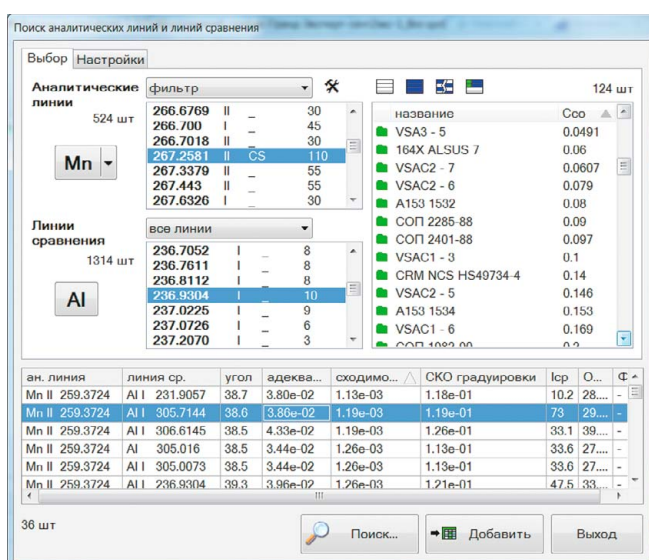 Поиск аналитических линий и линий сравнения
Выбор Настройки
Аналитические линии
524 шт
Mn
фильтр
266.6769 II _ 30
266.700 I _ 45
266.7018 II _ 30
267.2581 II CS 110
267.3379 II _ 55
267.443 II _ 55
267.6326 I _ 30
Линии сравнения
1314 шт
Al
все линии
236.7052 I _ 8
236.7611 I _ 8
236.8112 I _ 8
236.9304 I _ 10
237.0225 I _ 9
237.0726 I _ 6
237.2070 I _ 3
124 шт
название Ссо
VSA3 - 5 0.0491
164X ALSUS 7 0.06
VSAC2 - 7 0.0607
VSAC2 - 6 0.079
A153 1532 0.08
СОП 2285-88 0.09
СОП 2401-88 0.097
VSAC1 - 3 0.1
CRM NCS HS49734-4 0.14
VSAC2 - 5 0.146
A153 1534 0.153
VSAC1 - 6 0.169
СОП 1982-90 0.2
ан. линия линия ср. угол адеква... сходимо... СКО градуировки Iср О... Ф
Mn II 259.3724 Al I 231.9057 38.7 3.80e-02 1.13e-03 1.18e-01 10.2 28.... -
Mn II 259.3724 Al I 305.7144 38.6 3.86e-02 1.19e-03 1.19e-01 73 29.... -
Mn II 259.3724 Al I 306.6145 38.5 4.33e-02 1.19e-03 1.26e-01 33.1 39.... -
Mn II 259.3724 Al 305.016 38.5 3.44e-02 1.26e-03 1.13e-01 33.6 27.... -
Mn II 259.3724 Al I 305.0073 38.5 3.44e-02 1.26e-03 1.13e-01 33.6 27.... -
Mn II 259.3724 Al I 236.9304 39.3 3.96e-02 1.26e-03 1.21e-01 47.5 33.... -
36 шт
Поиск... Добавить Выход